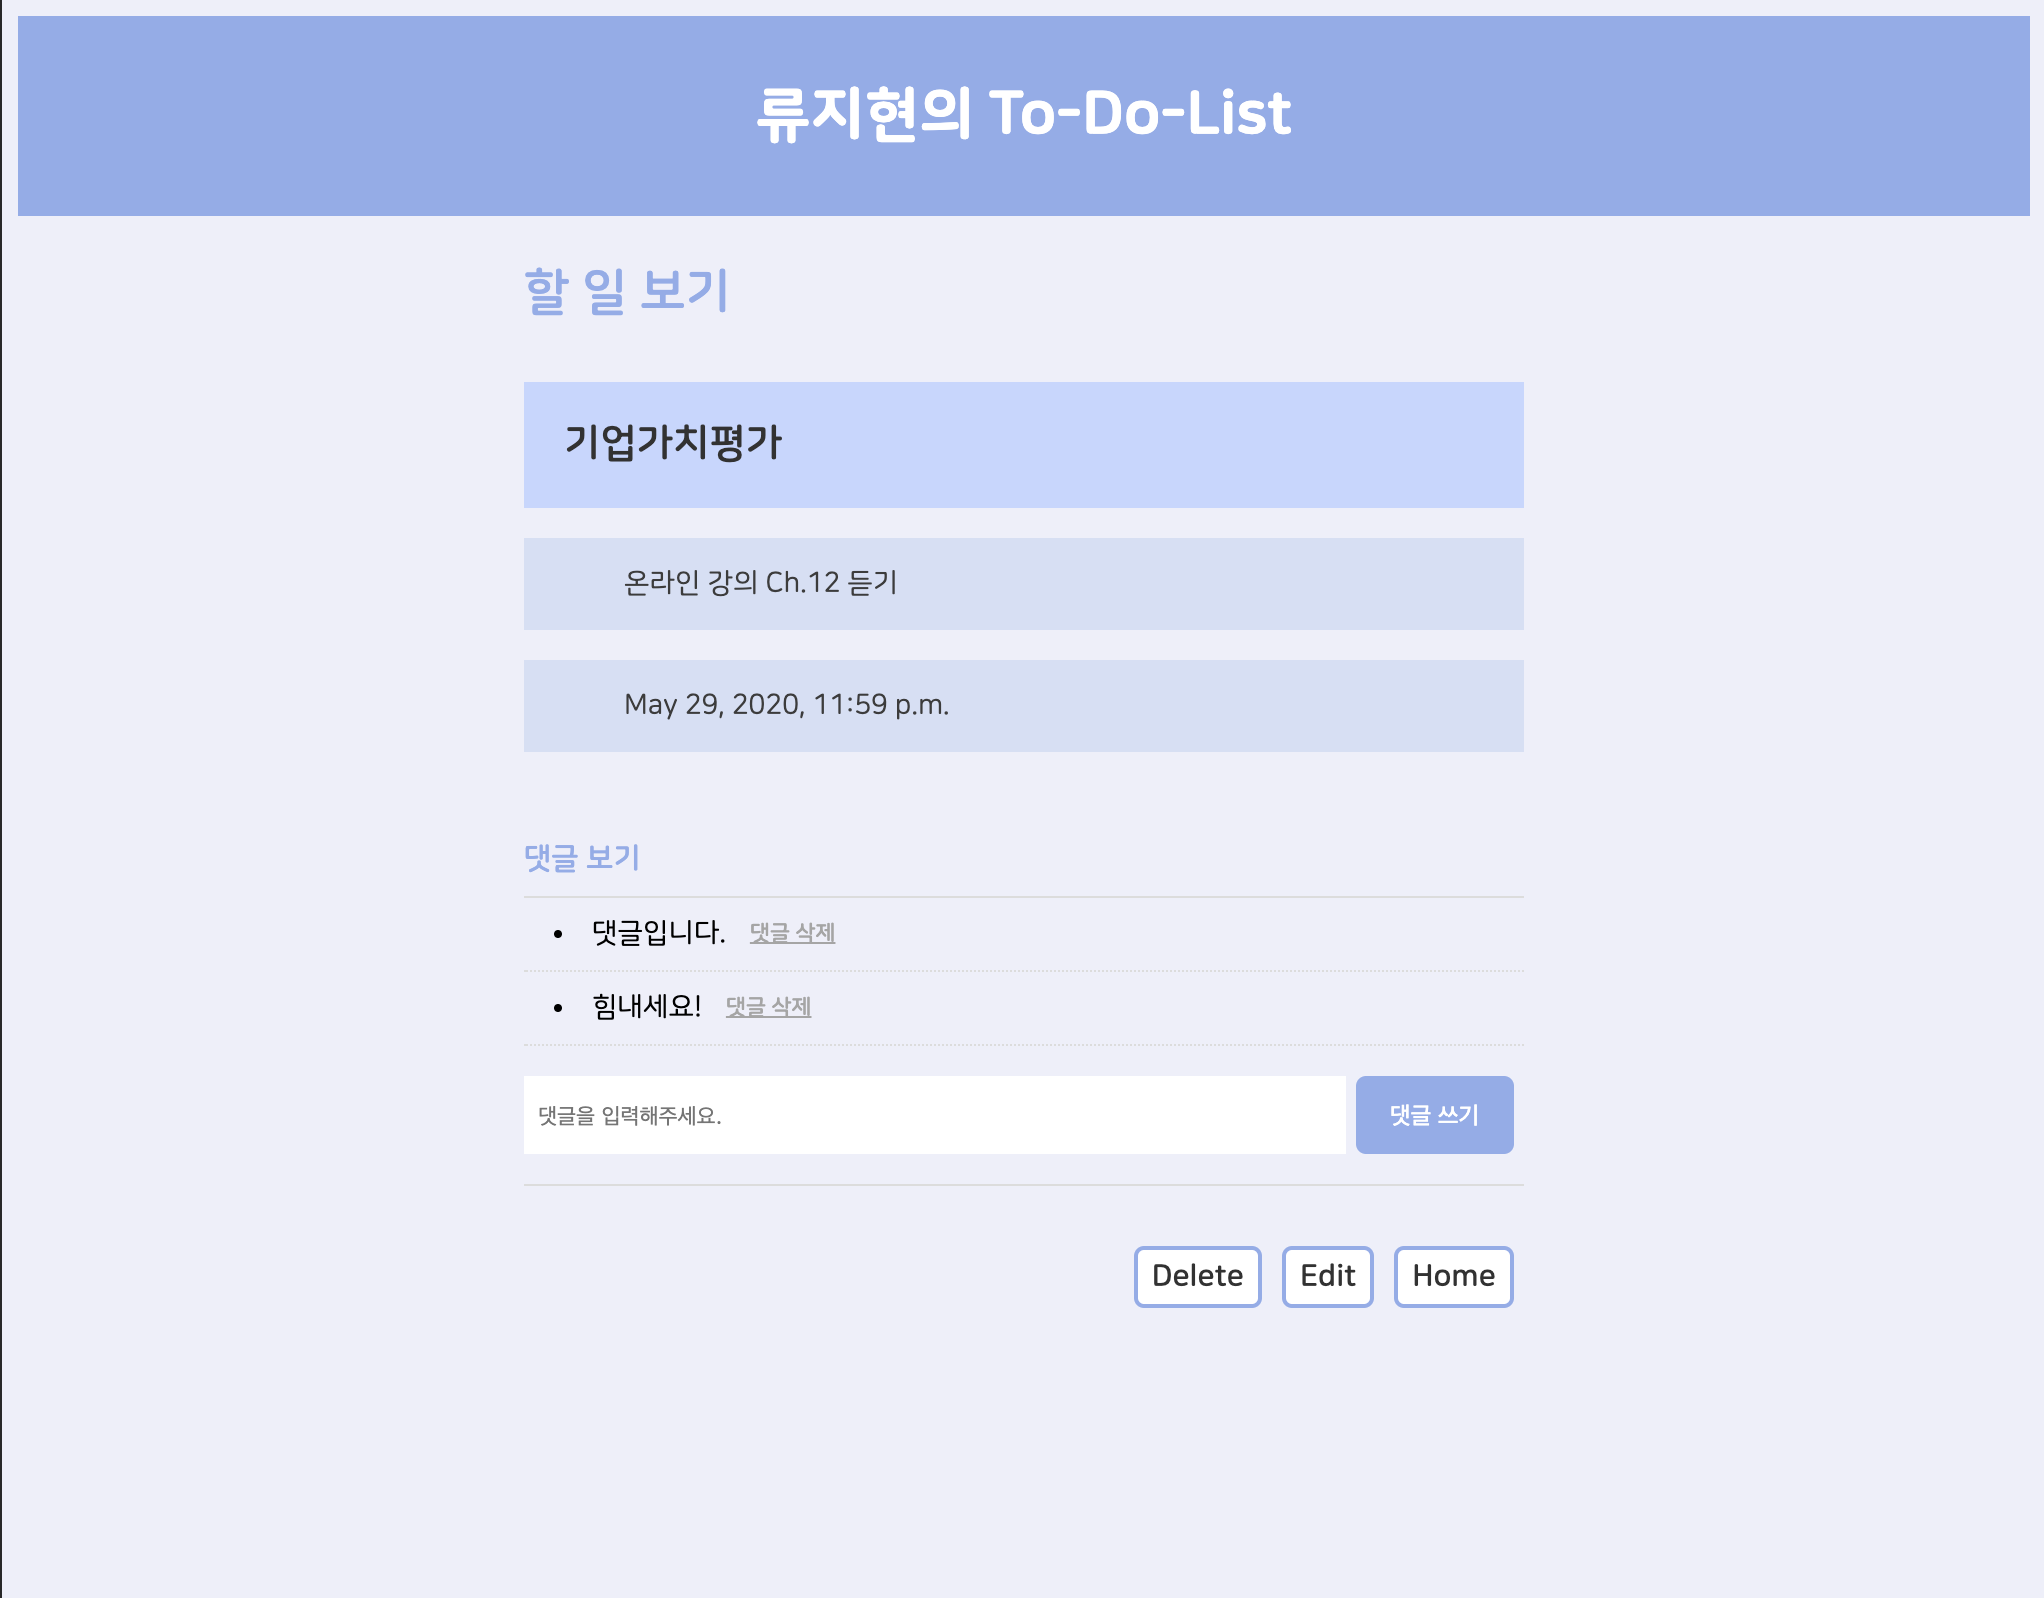 류지현의 To-Do-List
할 일 보기
기업가치평가
온라인 강의 Ch.12 듣기
May 29, 2020, 11:59 p.m.
댓글 보기
• 댓글입니다. 댓글 삭제
• 힘내세요! 댓글 삭제
댓글을 입력해주세요. 댓글 쓰기
Delete Edit Home